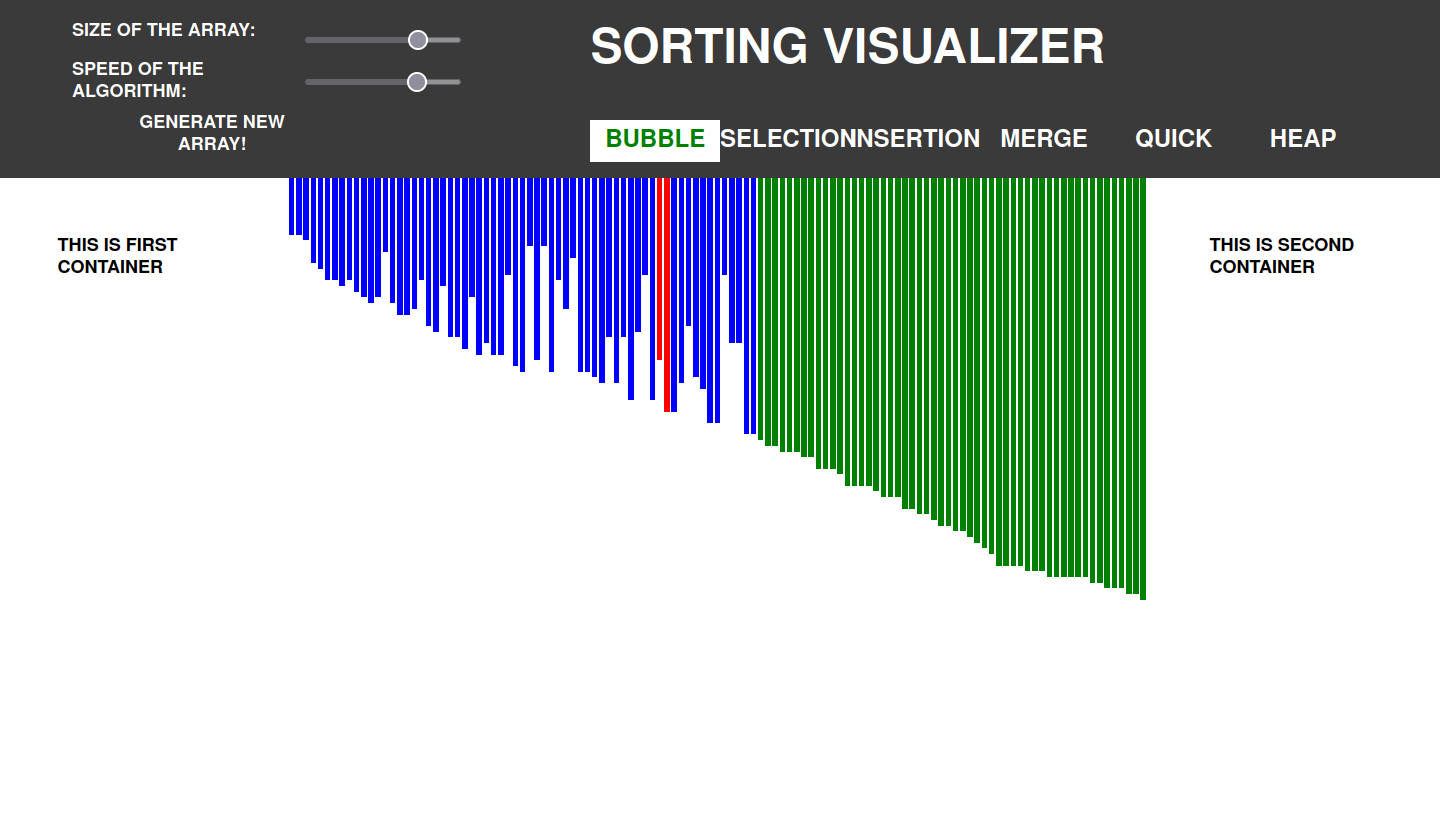 SIZE OF THE ARRAY:
SPEED OF THE
ALGORITHM:
GENERATE NEW
ARRAY!
SORTING VISUALIZER
BUBBLE SELECTIONNSERTION MERGE QUICK HEAP
THIS IS FIRST
CONTAINER
THIS IS SECOND
CONTAINER